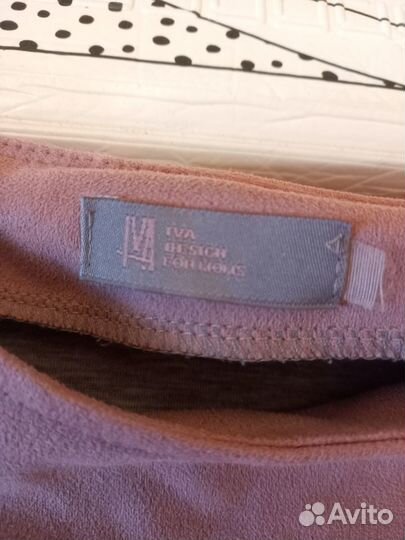 IVA
DESIGN
FOR MOMS
Avito